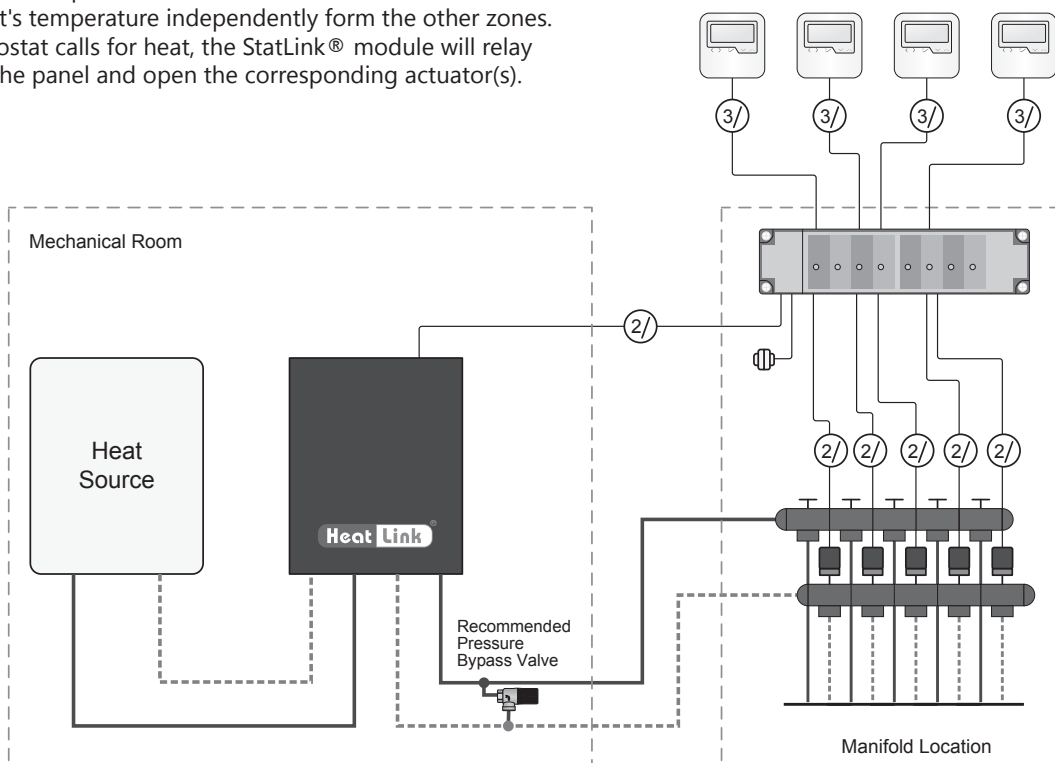 t's temperature independently form the other zones.
ostat calls for heat, the StatLink® module will relay
he panel and open the corresponding actuator(s).
3/ 3/ 3/ 3/
Mechanical Room
2/
Heat
Source
HeatLink®
2/ 2/ 2/ 2/ 2/
Recommended
Pressure
Bypass Valve
Manifold Location